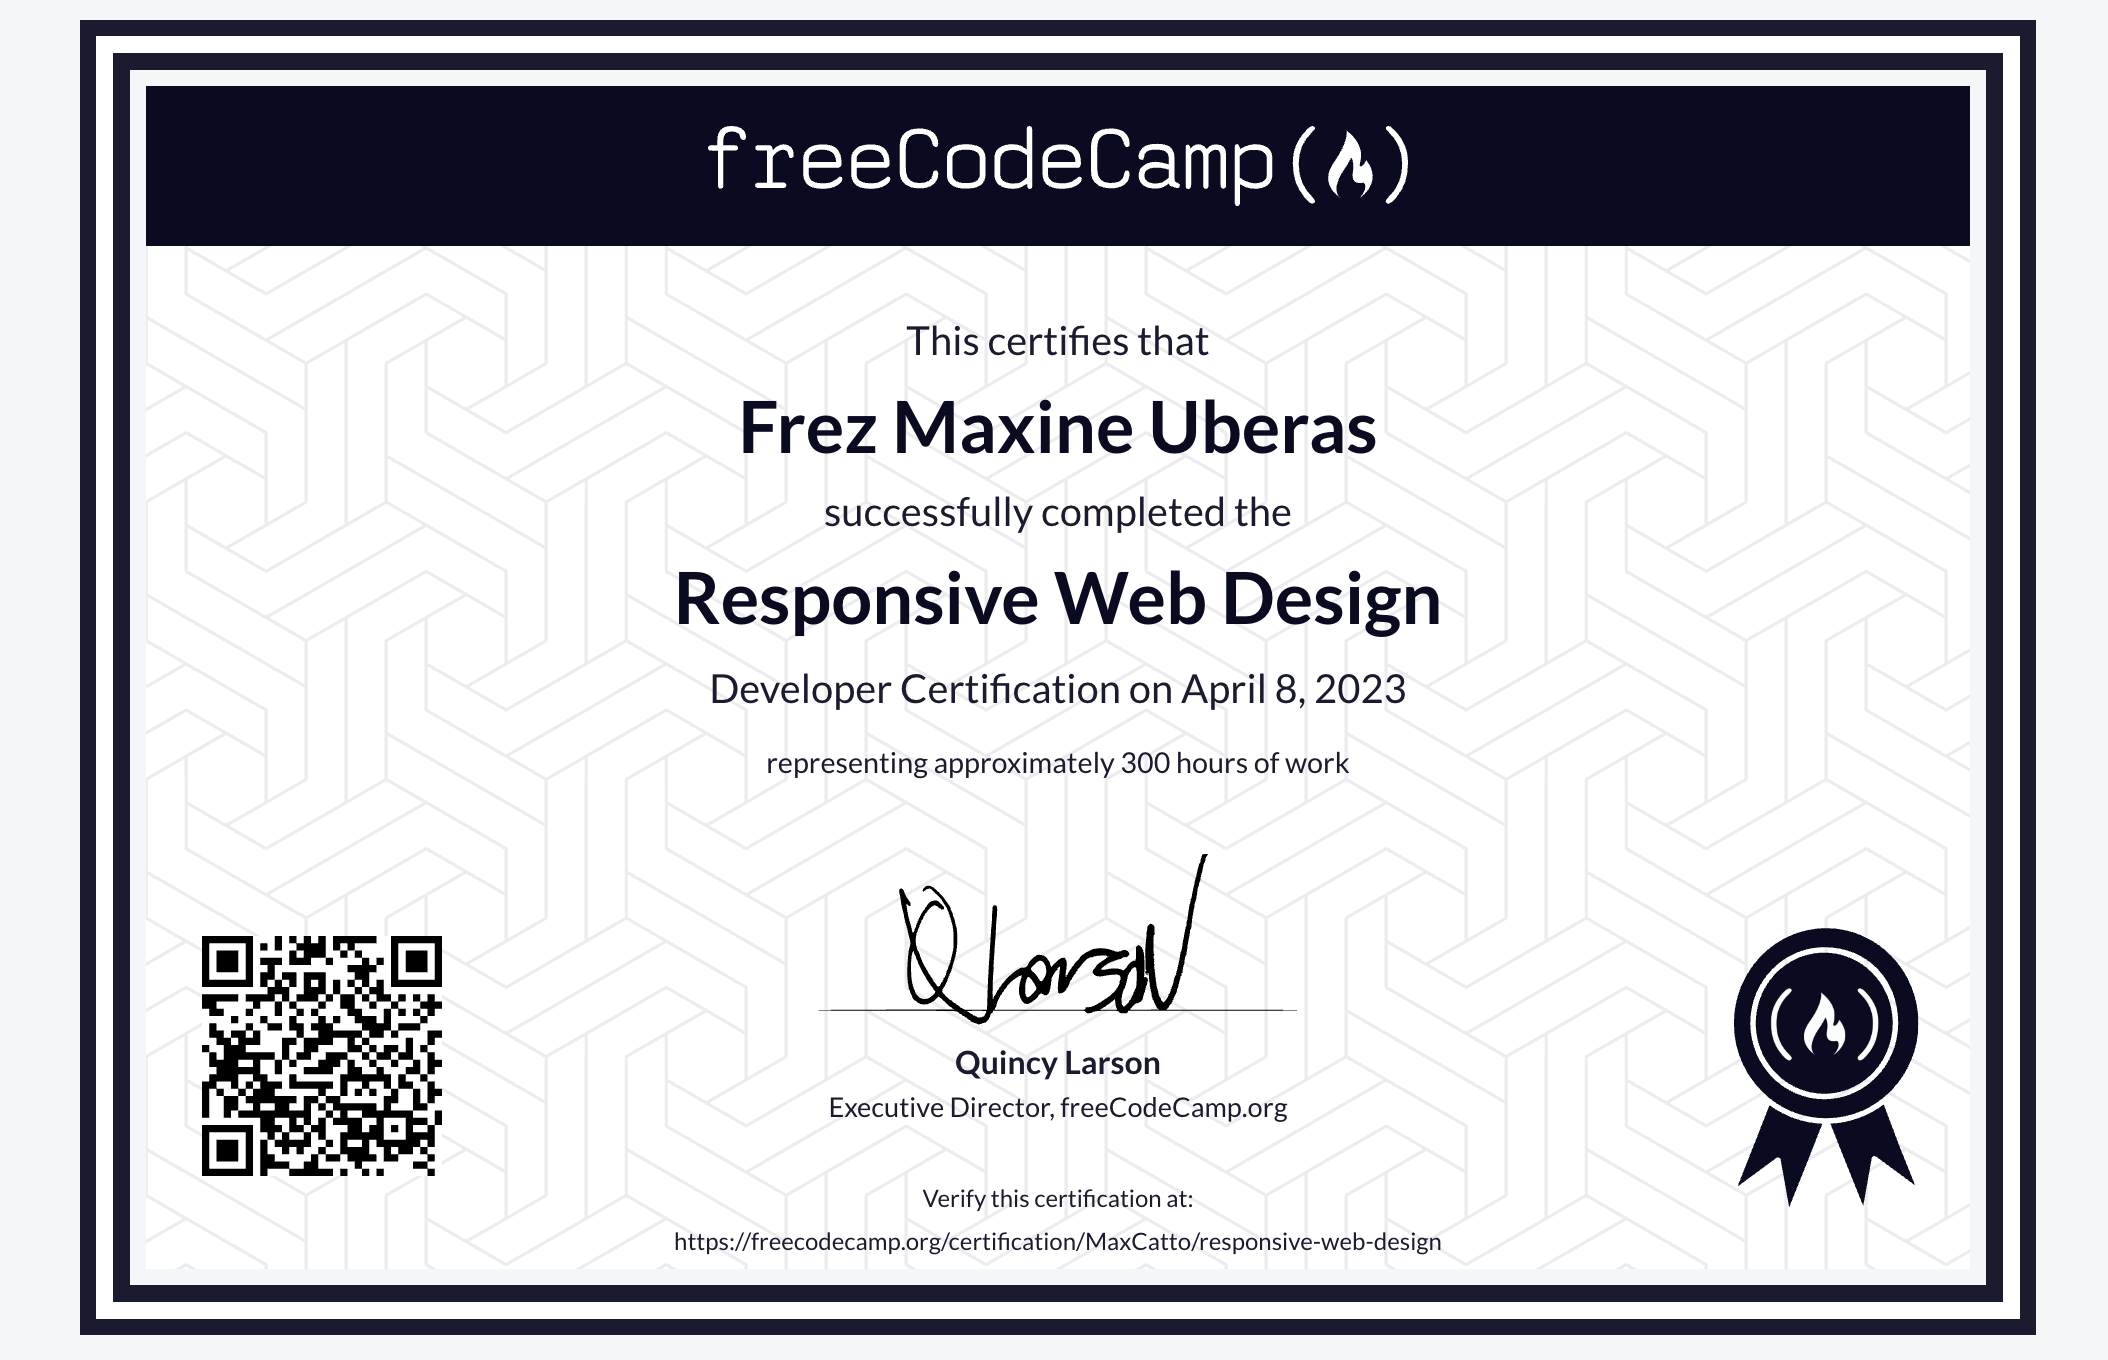 freeCodeCamp
This certifies that
Frez Maxine Uberas
successfully completed the
Responsive Web Design
Developer Certification on April 8, 2023
representing approximately 300 hours of work
Q Larson
Quincy Larson
Executive Director, freeCodeCamp.org
Verify this certification at:
https://freecodecamp.org/certification/MaxCatto/responsive-web-design